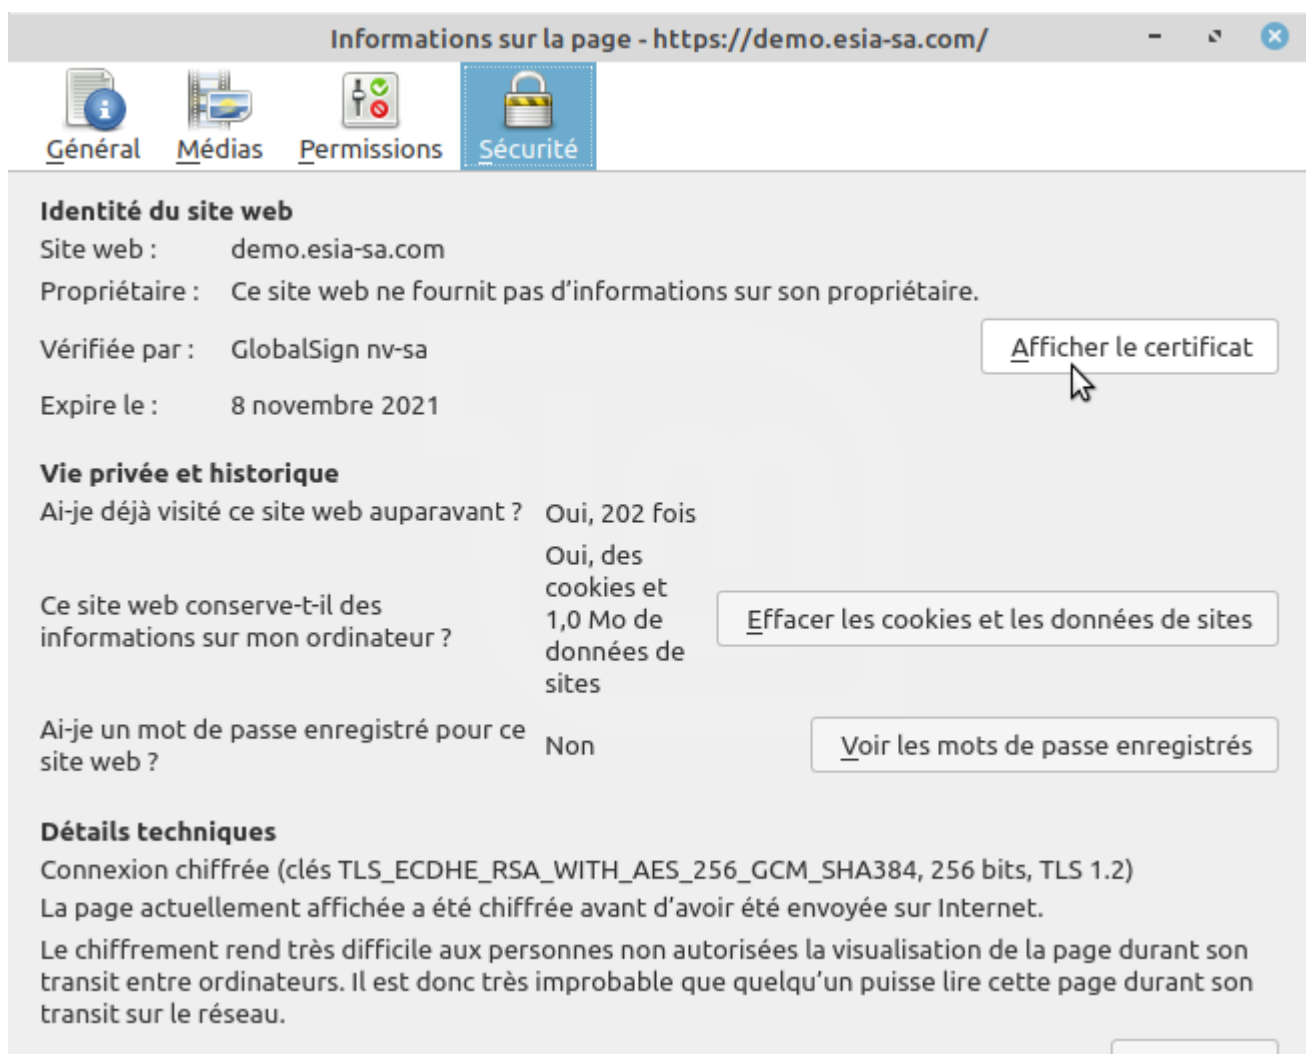 Informations sur la page - https://demo.esia-sa.com/
Général Médias Permissions Sécurité
Identité du site web
Site web : demo.esia-sa.com
Propriétaire : Ce site web ne fournit pas d’informations sur son propriétaire.
Vérifiée par : GlobalSign nv-sa Afficher le certificat
Expire le : 8 novembre 2021
Vie privée et historique
Ai-je déjà visité ce site web auparavant ? Oui, 202 fois
Ce site web conserve-t-il des
informations sur mon ordinateur ?
Oui, des
cookies et
1,0 Mo de
données de
sites
Effacer les cookies et les données de sites
Ai-je un mot de passe enregistré pour ce
site web ?
Non
Voir les mots de passe enregistrés
Détails techniques
Connexion chiffrée (clés TLS_ECDHE_RSA_WITH_AES_256_GCM_SHA384, 256 bits, TLS 1.2)
La page actuellement affichée a été chiffrée avant d’avoir été envoyée sur Internet.
Le chiffrement rend très difficile aux personnes non autorisées la visualisation de la page durant son
transit entre ordinateurs. Il est donc très improbable que quelqu’un puisse lire cette page durant son
transit sur le réseau.